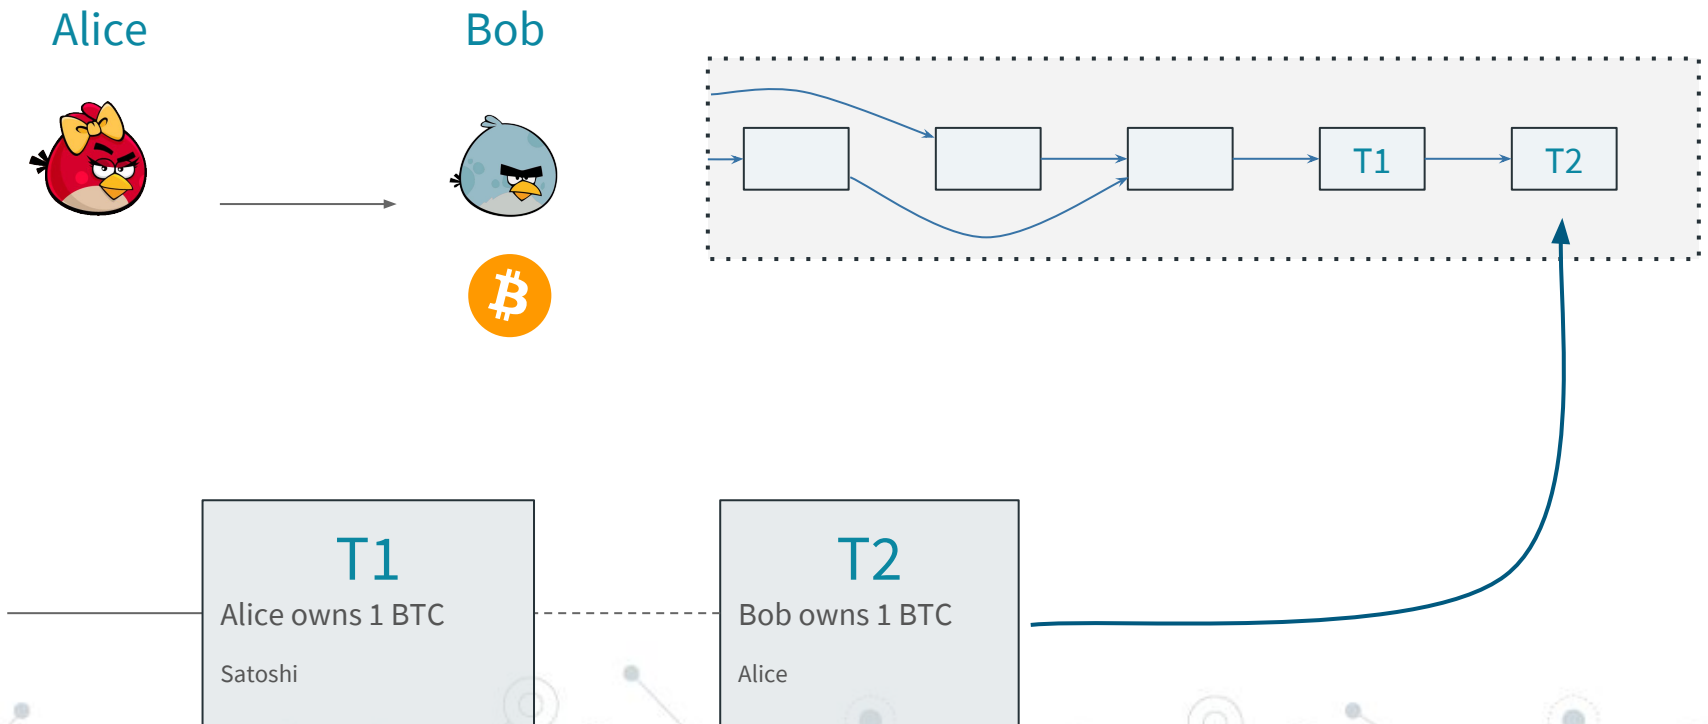 Alice
Bob
T1
T2
T1
Alice owns 1 BTC
Satoshi
T2
Bob owns 1 BTC
Alice